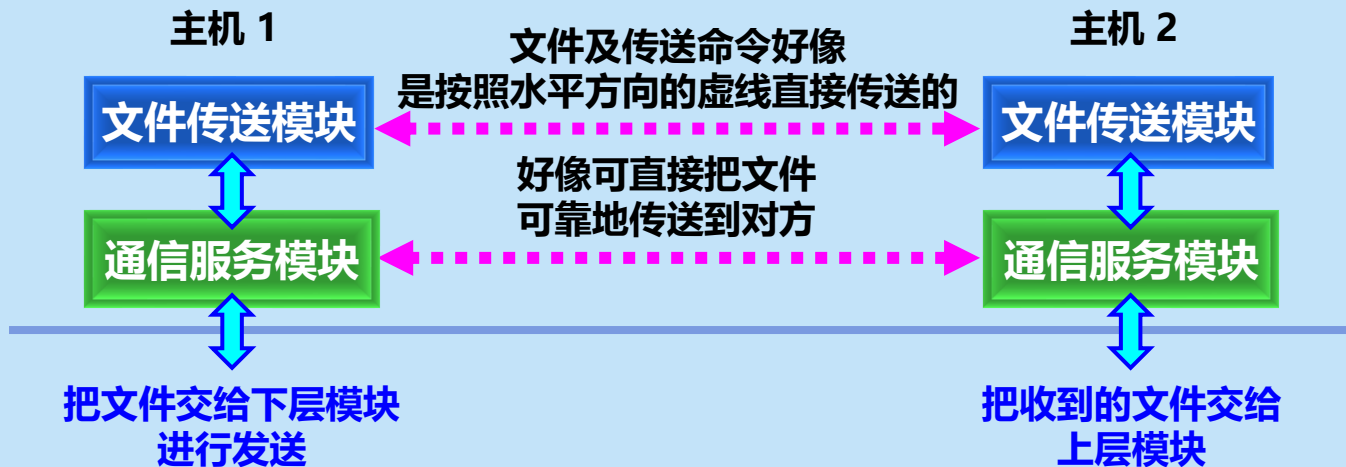 主机 1
文件及传送命令好像
是按照水平方向的虚线直接传送的
主机 2
文件传送模块
文件传送模块
好像可直接把文件
可靠地传送到对方
通信服务模块
通信服务模块
把文件交给下层模块
进行发送
把收到的文件交给
上层模块